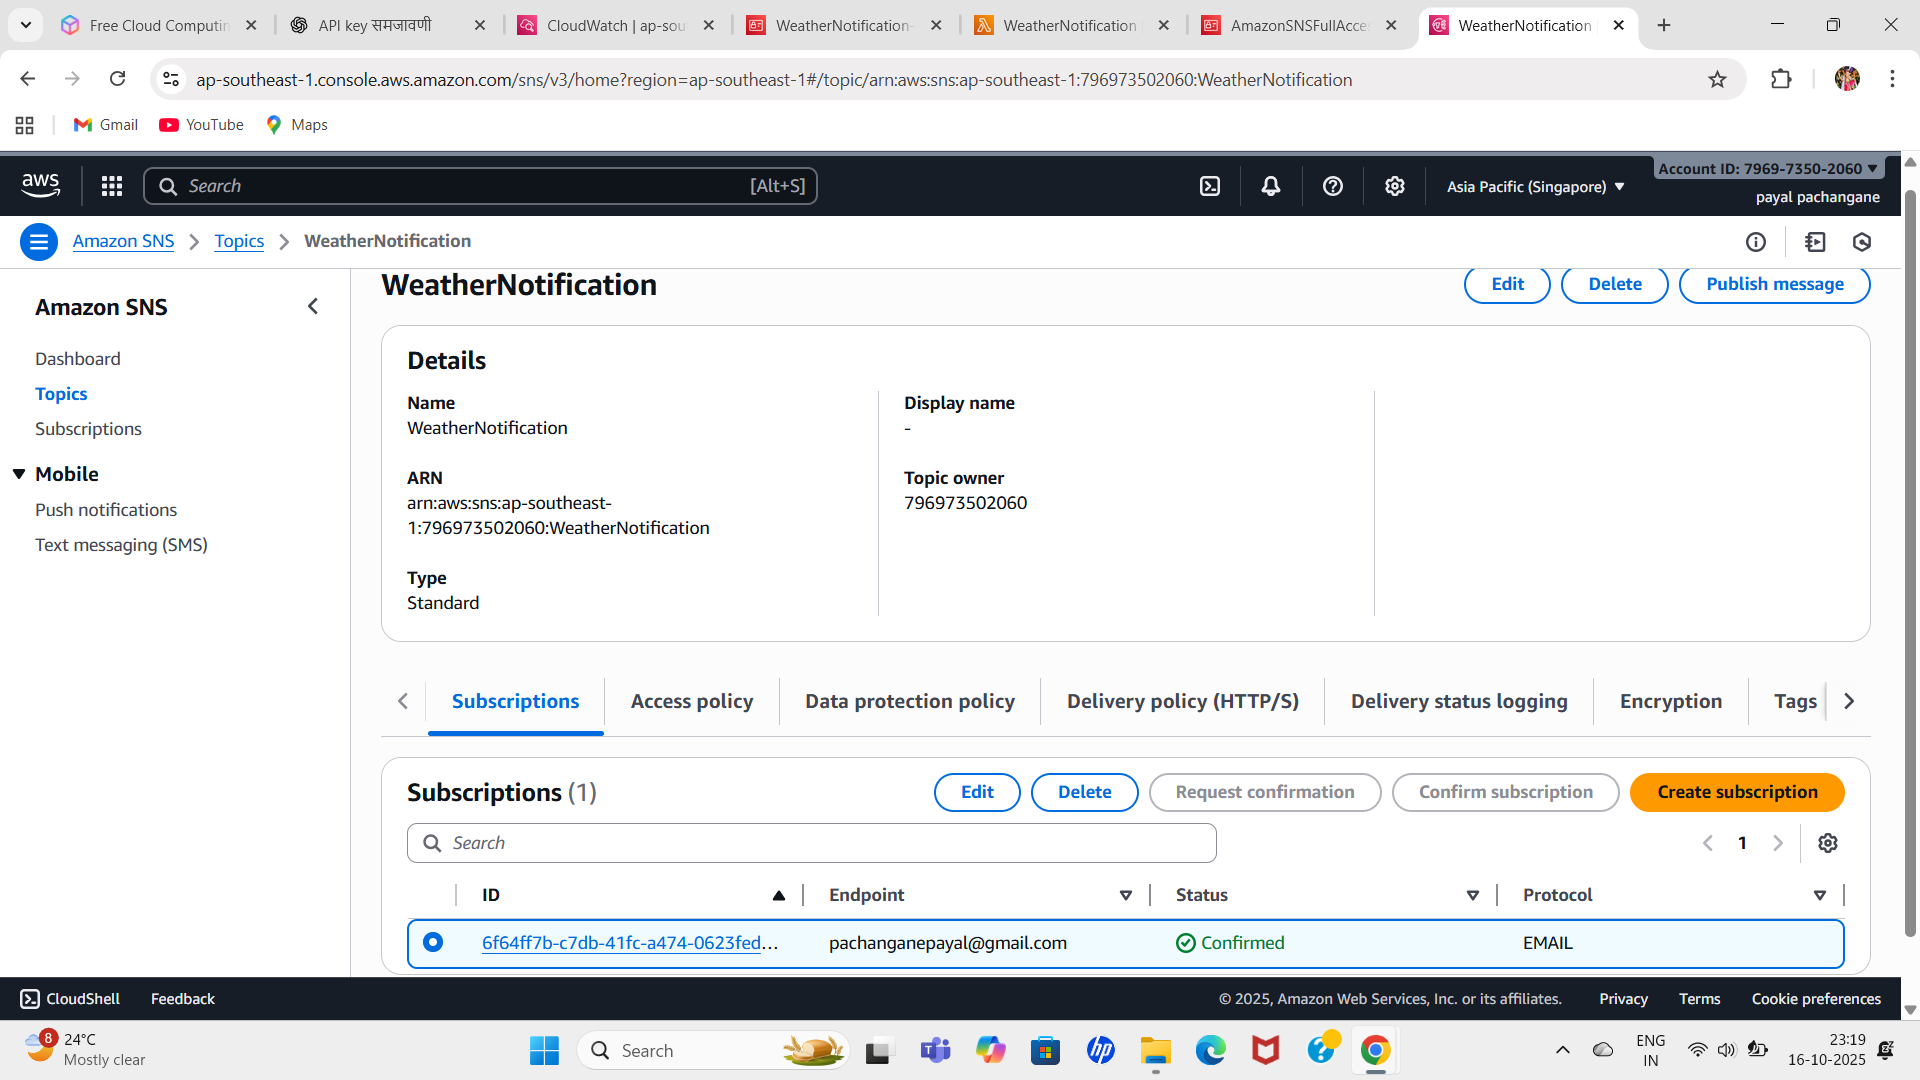 Free Cloud Computin
API key समजावणी
CloudWatch | ap-sou
WeatherNotification-
WeatherNotification
AmazonSNSFullAcce
WeatherNotification
ap-southeast-1.console.aws.amazon.com/sns/v3/home?region=ap-southeast-1#/topic/arn:aws:sns:ap-southeast-1:796973502060:WeatherNotification
Gmail
YouTube
Maps
aws
Search
[Alt+S]
Asia Pacific (Singapore)
Account ID: 7969-7350-2060
payal pachangane
Amazon SNS
Topics
WeatherNotification
Amazon SNS
Dashboard
Topics
Subscriptions
Mobile
Push notifications
Text messaging (SMS)
WeatherNotification
Edit
Delete
Publish message
Details
Name
WeatherNotification
ARN
arn:aws:sns:ap-southeast-
1:796973502060:WeatherNotification
Type
Standard
Display name
-
Topic owner
796973502060
Subscriptions
Access policy
Data protection policy
Delivery policy (HTTP/S)
Delivery status logging
Encryption
Tags
Subscriptions (1)
Edit
Delete
Request confirmation
Confirm subscription
Create subscription
Search
1
ID
Endpoint
Status
Protocol
6f64ff7b-c7db-41fc-a474-0623fed...
pachanganepayal@gmail.com
Confirmed
EMAIL
CloudShell
Feedback
© 2025, Amazon Web Services, Inc. or its affiliates.
Privacy
Terms
Cookie preferences
8
24°C
Mostly clear
Search
ENG
IN
23:19
16-10-2025